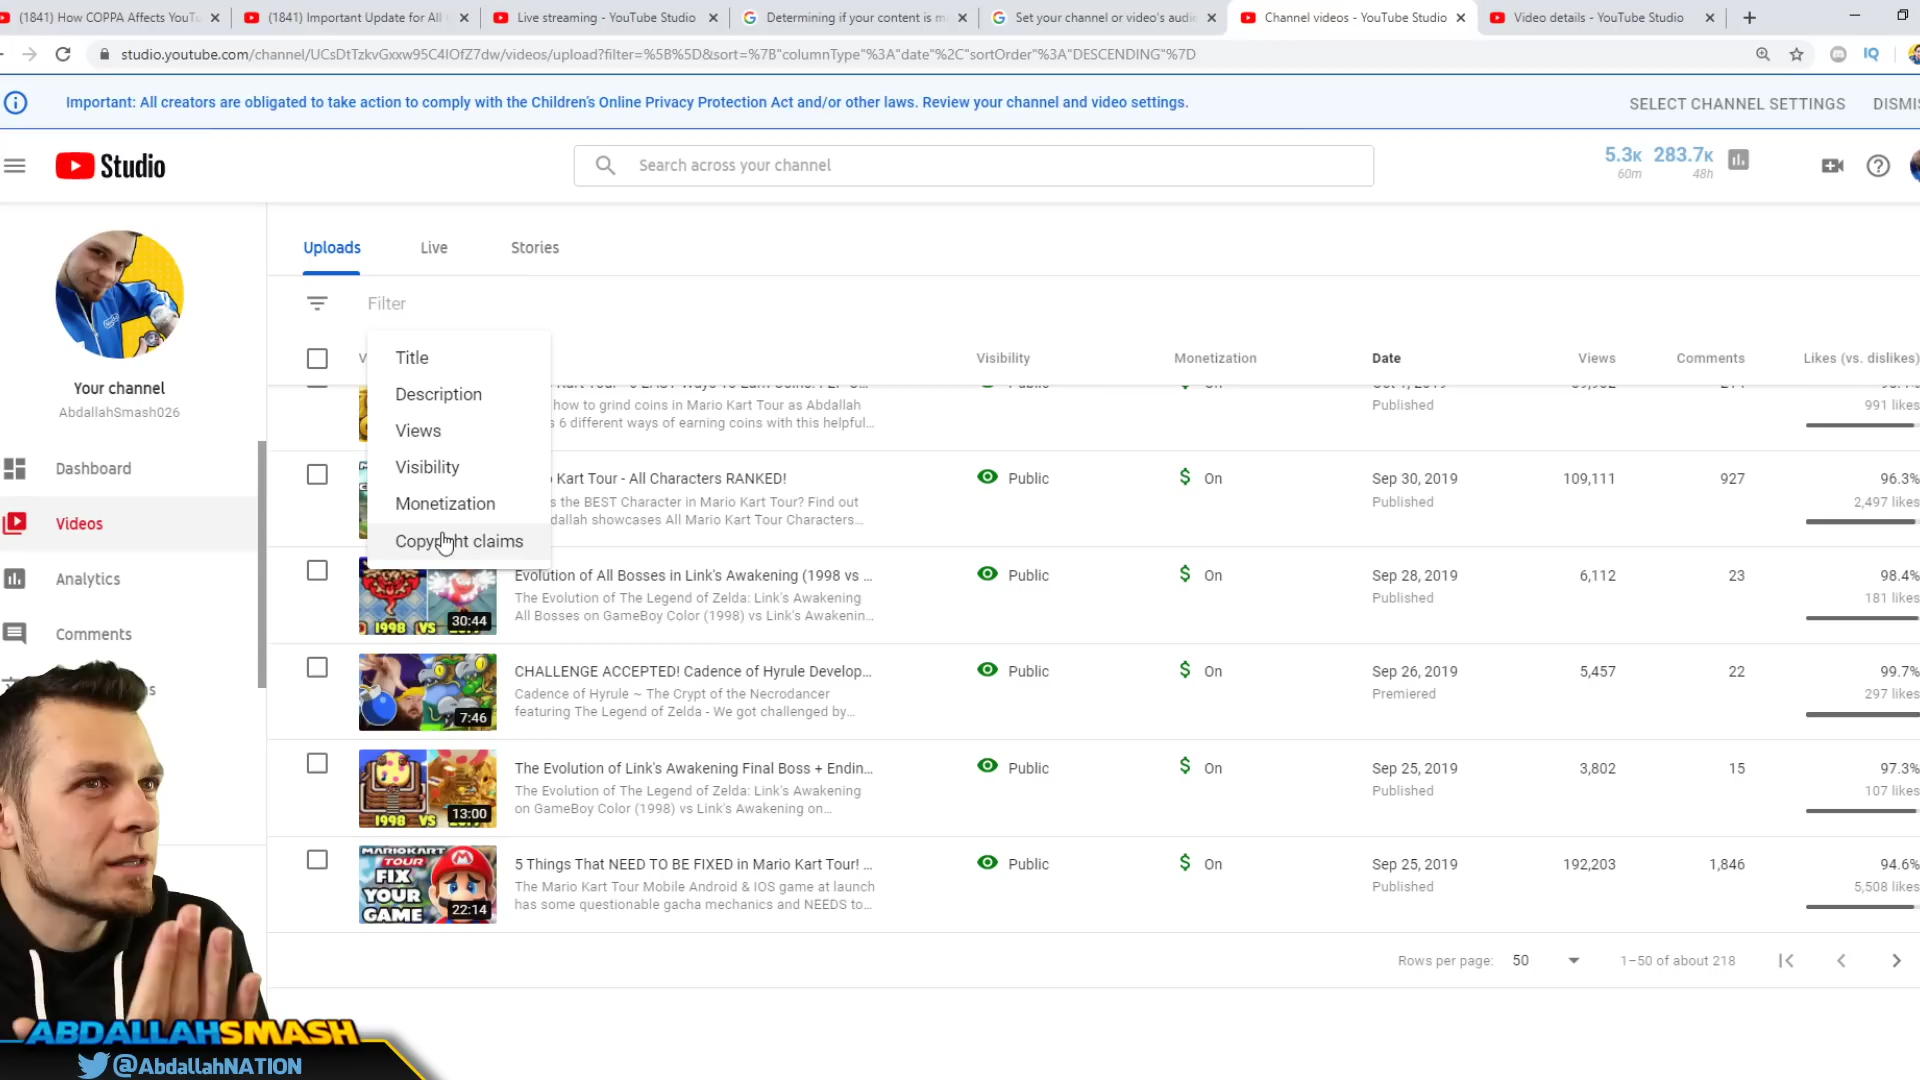 (1841) How COPPA Affects YouTu
(1841) Important Update for All
Live streaming - YouTube Studio
Determining if your content is m
Set your channel or video's audi
Channel videos - YouTube Studio
Video details - YouTube Studio
studio.youtube.com/channel/UCsDtTzkvGxxw95C4IOfZ7dw/videos/upload?filter=%5B%5D&sort=%7B"columnType"%3A"date"%2C"sortOrder"%3A"DESCENDING"%7D
Important: All creators are obligated to take action to comply with the Children's Online Privacy Protection Act and/or other laws. Review your channel and video settings.
SELECT CHANNEL SETTINGS
DISMIS
Studio
Search across your channel
5.3K 283.7K
60m 48h
Your channel
AbdallahSmash026
Dashboard
Videos
Analytics
Comments
Uploads Live Stories
Filter
Title
Description
Views
Visibility
Monetization
Copyright claims
Visibility Monetization Date Views Comments Likes (vs. dislikes)
how to grind coins in Mario Kart Tour as Abdallah
6 different ways of earning coins with this helpful...
Published
991 likes
Kart Tour - All Characters RANKED!
s the BEST Character in Mario Kart Tour? Find out
dallah showcases All Mario Kart Tour Characters...
Public On Sep 30, 2019 109,111 927 96.3%
Published 2,497 likes
1998 VS
30:44
Evolution of All Bosses in Link's Awakening (1998 vs ...
The Evolution of The Legend of Zelda: Link's Awakening
All Bosses on GameBoy Color (1998) vs Link's Awakenin...
Public On Sep 28, 2019 6,112 23 98.4%
Published 181 likes
7:46
CHALLENGE ACCEPTED! Cadence of Hyrule Develop...
Cadence of Hyrule ~ The Crypt of the Necrodancer
featuring The Legend of Zelda - We got challenged by...
Public On Sep 26, 2019 5,457 22 99.7%
Premiered 297 likes
1998 VS
13:00
The Evolution of Link's Awakening Final Boss + Endin...
The Evolution of The Legend of Zelda: Link's Awakening
on GameBoy Color (1998) vs Link's Awakening on...
Public On Sep 25, 2019 3,802 15 97.3%
Published 107 likes
MARIOKART
TOUR
FIX
YOUR
GAME
22:14
5 Things That NEED TO BE FIXED in Mario Kart Tour! ...
The Mario Kart Tour Mobile Android & IOS game at launch
has some questionable gacha mechanics and NEEDS to...
Public On Sep 25, 2019 192,203 1,846 94.6%
Published 5,508 likes
Rows per page: 50 1–50 of about 218
ABDALLAHSMASH
@AbdallahNATION